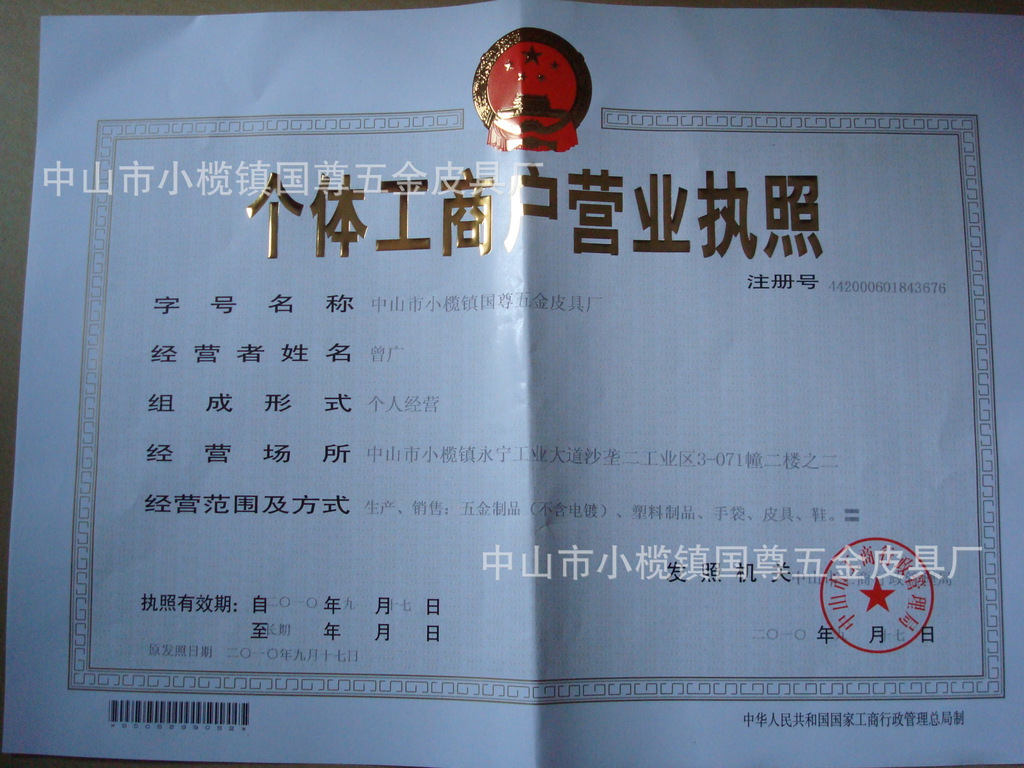 中山市小榄镇国尊五金皮具厂
个体工商户营业执照
注册号 442000601843676
字号名称 中山市小榄镇国尊五金皮具厂
经营者姓名 曾广
组成形式 个人经营
经营场所 中山市小榄镇永宁工业大道沙垄二工业区3-071幢二楼之二
经营范围及方式 生产、销售：五金制品（不含电镀）、塑料制品、手袋、皮具、鞋。〓
中山市小榄镇国尊五金皮具厂
发照机关
执照有效期：自二〇一〇年九月十七日
至长期 年 月 日
二〇一〇年九月十七日
原发照日期 二〇一〇年九月十七日
中华人民共和国国家工商行政管理总局制